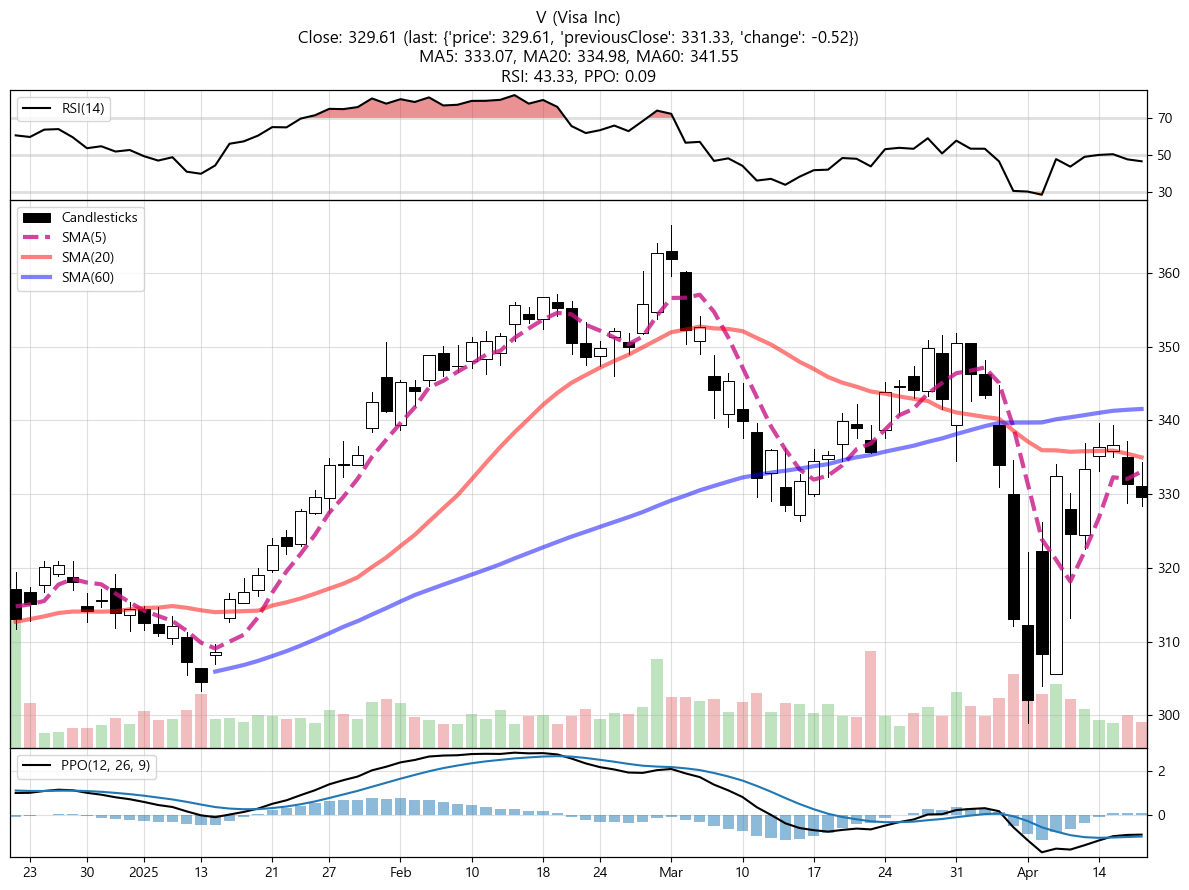 V (Visa Inc)
Close: 329.61 (last: {'price': 329.61, 'previousClose': 331.33, 'change': -0.52})
MA5: 333.07, MA20: 334.98, MA60: 341.55
RSI: 43.33, PPO: 0.09
RSI(14)
70
50
30
Candlesticks
SMA(5)
SMA(20)
SMA(60)
360
350
340
330
320
310
300
PPO(12, 26, 9)
2
0
23 30 2025 13 21 27 Feb 10 18 24 Mar 10 17 24 31 Apr 14